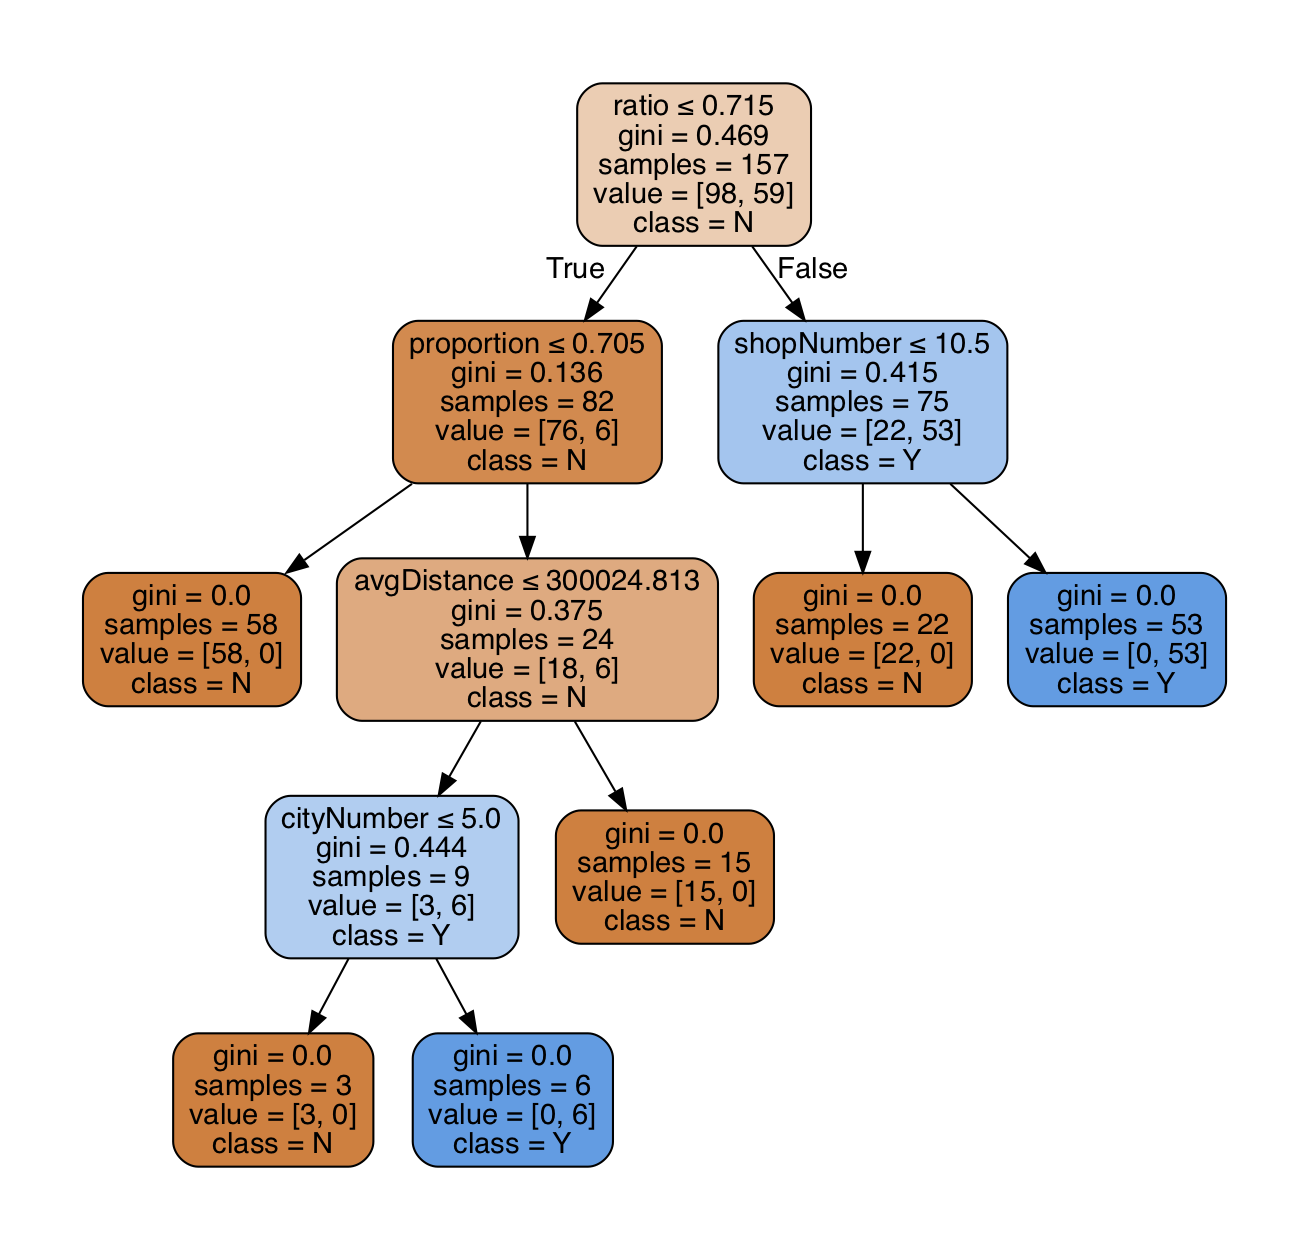 ratio ≤ 0.715
gini = 0.469
samples = 157
value = [98, 59]
class = N
True
False
proportion ≤ 0.705
gini = 0.136
samples = 82
value = [76, 6]
class = N
shopNumber ≤ 10.5
gini = 0.415
samples = 75
value = [22, 53]
class = Y
gini = 0.0
samples = 58
value = [58, 0]
class = N
avgDistance ≤ 300024.813
gini = 0.375
samples = 24
value = [18, 6]
class = N
gini = 0.0
samples = 22
value = [22, 0]
class = N
gini = 0.0
samples = 53
value = [0, 53]
class = Y
cityNumber ≤ 5.0
gini = 0.444
samples = 9
value = [3, 6]
class = Y
gini = 0.0
samples = 15
value = [15, 0]
class = N
gini = 0.0
samples = 3
value = [3, 0]
class = N
gini = 0.0
samples = 6
value = [0, 6]
class = Y